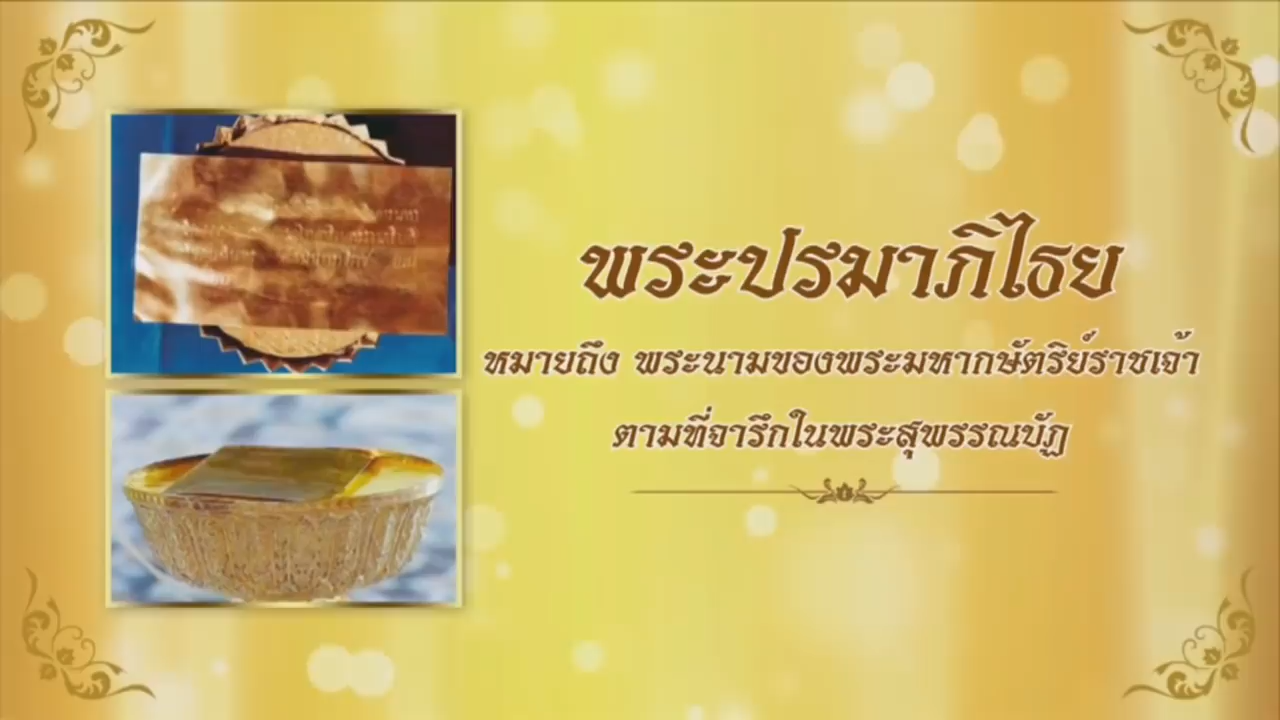 พระปรมาภิไธย
หมายถึง พระนามของพระมหากษัตริย์ราชเจ้า
ตามที่จารึกในพระสุพรรณบัฏ